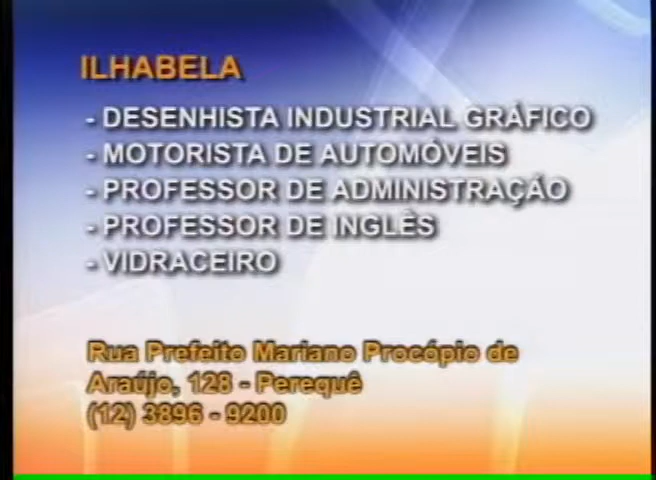 ILHABELA
- DESENHISTA INDUSTRIAL GRÁFICO
- MOTORISTA DE AUTOMÓVEIS
- PROFESSOR DE ADMINISTRAÇÃO
- PROFESSOR DE INGLÊS
- VIDRACEIRO
Rua Prefeito Mariano Procópio de
Araújo, 128 - Perequê
(12) 3896 - 9200